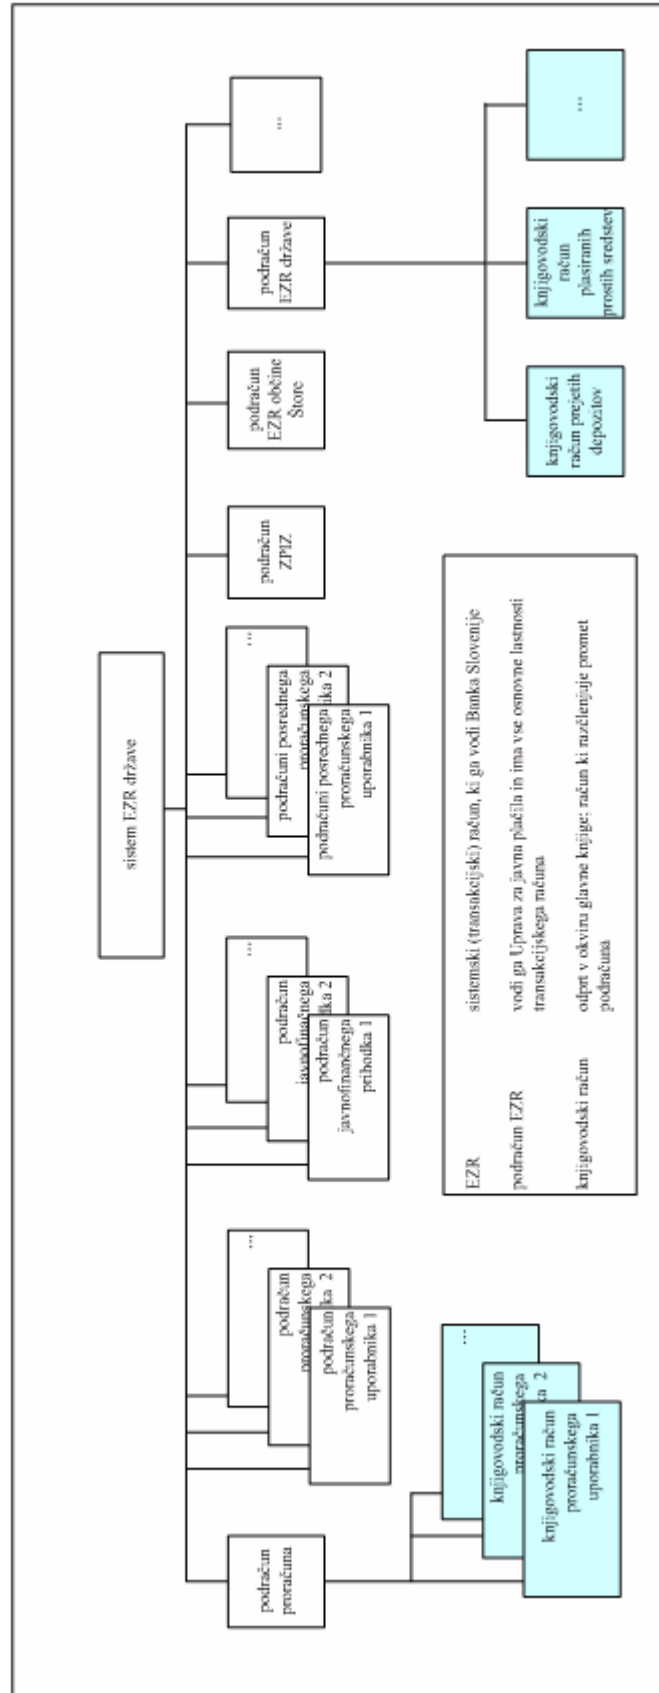 sistem EZR države
podračun
proračuna
podračun
proračunskega
uporabnika 1
podračun
proračunskega
ka 2
...
podračun
javnofinančnega
prihodka 1
podračun
javnofinančnega
dka 2
...
podračuni posrednega
proračunskega
uporabnika 1
podračuni posrednega
proračunskega
ika 2
...
podračun
ZPIZ
podračun
EZR občine
Štore
podračun
EZR države
...
knjigovodski račun
proračunskega
uporabnika 1
knjigovodski račun
proračunskega
ka 2
...
knjigovodski
račun prejetih
depozitov
knjigovodski
račun
plasiranih
prostih sredstev
...
EZR sistemski (transakcijski) račun, ki ga vodi Banka Slovenije
podračun EZR vodi ga Uprava za javna plačila in ima vse osnovne lastnosti
transakcijskega računa
knjigovodski račun odprt v okviru glavne knjige; račun ki razčlenjuje promet
podračuna